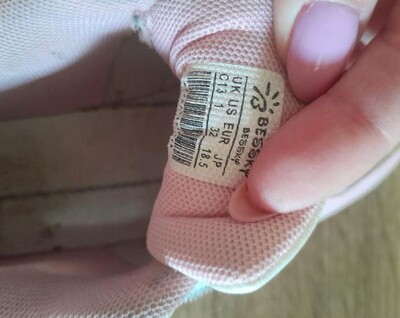 BESSKY
BESSKY
UK US EUR JP
C13 1 32 18.5